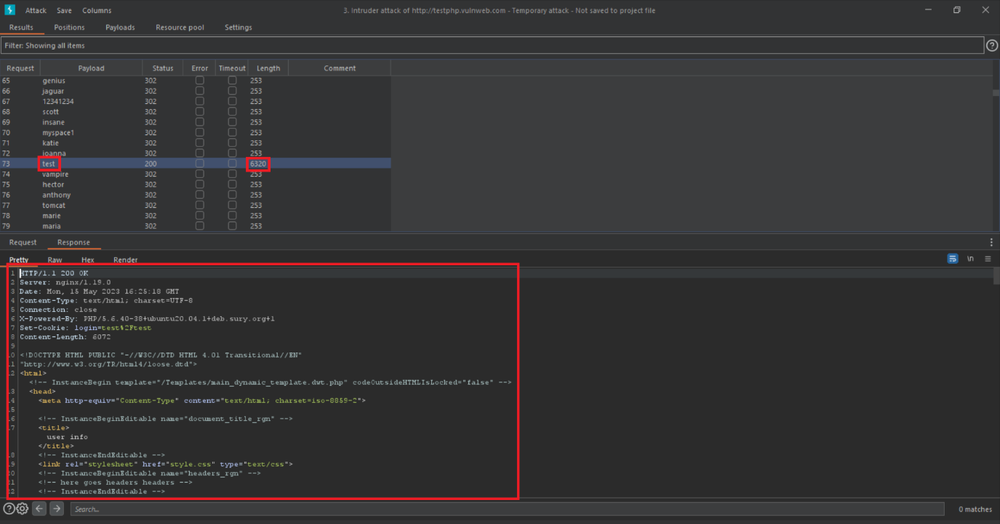 Attack Save Columns 3. Intruder attack of http://testphp.vulnweb.com - Temporary attack - Not saved to project file
Results Positions Payloads Resource pool Settings
Filter: Showing all items
Request Payload Status Error Timeout Length Comment
65 genius 302 253
66 jaguar 302 253
67 12341234 302 253
68 scott 302 253
69 insane 302 253
70 myspace1 302 253
71 katie 302 253
72 joanna 302 253
73 test 200 6320
74 vampire 302 253
75 hector 302 253
76 anthony 302 253
77 tomcat 302 253
78 marie 302 253
79 maria 302 253
Request Response
Pretty Raw Hex Render \n
1 HTTP/1.1 200 OK
2 Server: nginx/1.19.0
3 Date: Mon, 15 May 2023 16:25:18 GMT
4 Content-Type: text/html; charset=UTF-8
5 Connection: close
6 X-Powered-By: PHP/5.6.40-38+ubuntu20.04.1+deb.sury.org+1
7 Set-Cookie: login=test%2Ftest
8 Content-Length: 6072
9
10 <!DOCTYPE HTML PUBLIC "-//W3C//DTD HTML 4.01 Transitional//EN"
11 "http://www.w3.org/TR/html4/loose.dtd">
12 <html>
<!-- InstanceBegin template="/Templates/main_dynamic_template.dwt.php" codeOutsideHTMLIsLocked="false" -->
13 <head>
14 <meta http-equiv="Content-Type" content="text/html; charset=iso-8859-2">
15
16 <!-- InstanceBeginEditable name="document_title_rgn" -->
17 <title>
user info
</title>
18 <!-- InstanceEndEditable -->
19 <link rel="stylesheet" href="style.css" type="text/css">
20 <!-- InstanceBeginEditable name="headers_rgn" -->
21 <!-- here goes headers headers -->
22 <!-- InstanceEndEditable -->
Search... 0 matches